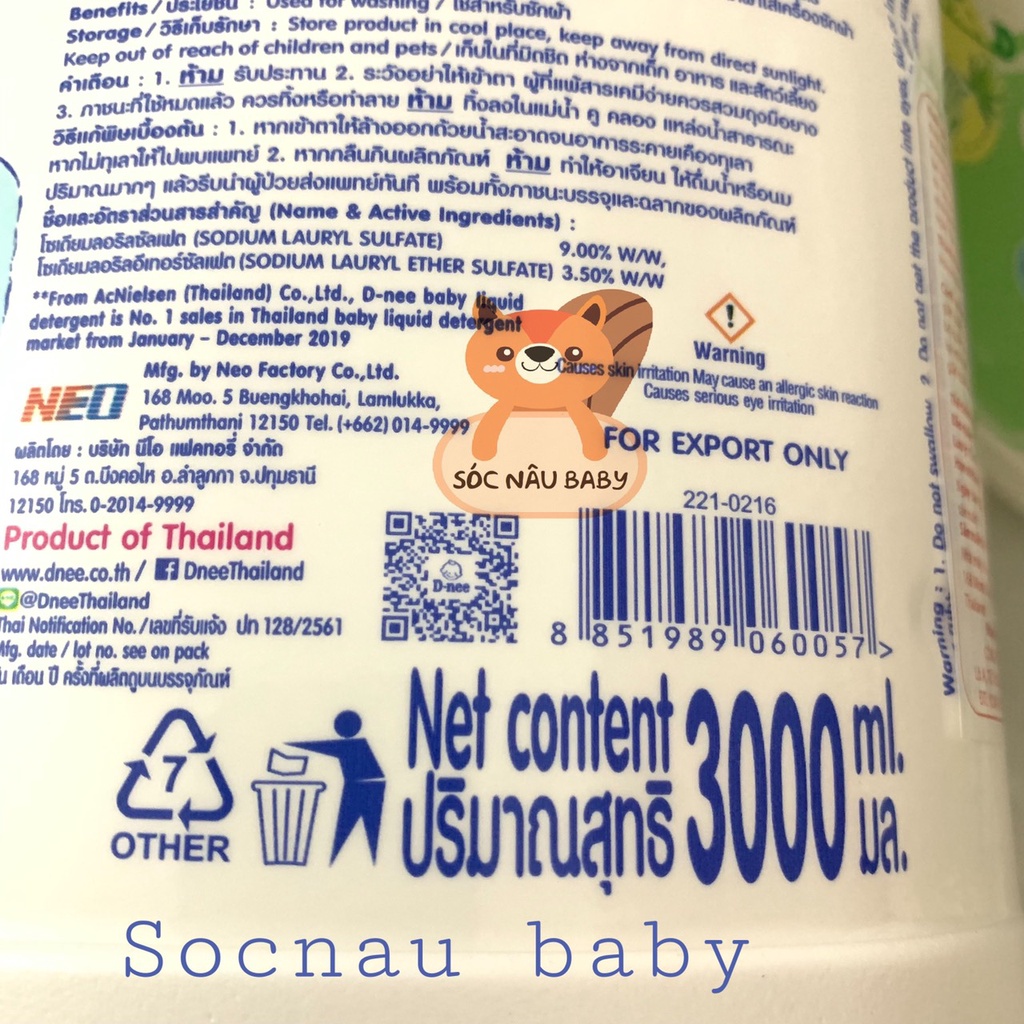 Benefits / ประโยชน์ : Used for washing / ใช้สำหรับซักผ้า
Storage / วิธีเก็บรักษา : Store product in cool place, keep away from direct sunlight.
Keep out of reach of children and pets / เก็บในที่มิดชิด ห่างจากเด็ก อาหาร และสัตว์เลี้ยง
คำเตือน : 1. ห้าม รับประทาน 2. ระวังอย่าให้เข้าตา ผู้ที่แพ้สารเคมีง่ายควรสวมถุงมือยาง
3. ภาชนะที่ใช้หมดแล้ว ควรทิ้งหรือทำลาย ห้าม ทิ้งลงในแม่น้ำ คู คลอง แหล่งน้ำสาธารณะ
วิธีแก้พิษเบื้องต้น : 1. หากเข้าตาให้ล้างออกด้วยน้ำสะอาดจนอาการระคายเคืองทุเลา
หากไม่ทุเลาให้ไปพบแพทย์ 2. หากกลืนกินผลิตภัณฑ์ ห้าม ทำให้อาเจียน ให้ดื่มน้ำหรือนม
ปริมาณมากๆ แล้วรีบนำผู้ป่วยส่งแพทย์ทันที พร้อมทั้งภาชนะบรรจุและฉลากของผลิตภัณฑ์
ชื่อและอัตราส่วนสารสำคัญ (Name & Active Ingredients) :
โซเดียมลอริลซัลเฟต (SODIUM LAURYL SULFATE) 9.00% W/W,
โซเดียมลอริลอีเทอร์ซัลเฟต (SODIUM LAURYL ETHER SULFATE) 3.50% W/W
**From AcNielsen (Thailand) Co.,Ltd., D-nee baby liquid
detergent is No. 1 sales in Thailand baby liquid detergent
market from January – December 2019
Warning
Causes skin irritation May cause an allergic skin reaction
Causes serious eye irritation
NEO
Mfg. by Neo Factory Co.,Ltd.
168 Moo. 5 Buengkhohai, Lamlukka,
Pathumthani 12150 Tel. (+662) 014-9999
FOR EXPORT ONLY
SÓC NÂU BABY
ผลิตโดย : บริษัท นีโอ แฟคทอรี่ จำกัด
168 หมู่ 5 ต.บึงคอไห อ.ลำลูกกา จ.ปทุมธานี
12150 โทร. 0-2014-9999
Product of Thailand
www.dnee.co.th / f DneeThailand
@DneeThailand
Thai Notification No. / เลขที่รับแจ้ง ปก 128/2561
Mfg. date / lot no. see on pack
วัน เดือน ปี ครั้งที่ผลิตดูบนบรรจุภัณฑ์
D-nee
221-0216
8 851989 060057 >
7
OTHER
Net content 3000 ml.
ปริมาณสุทธิ มล.
Warning : 1. Do not swallow 2. Do not get the product into eyes,
Socnau baby